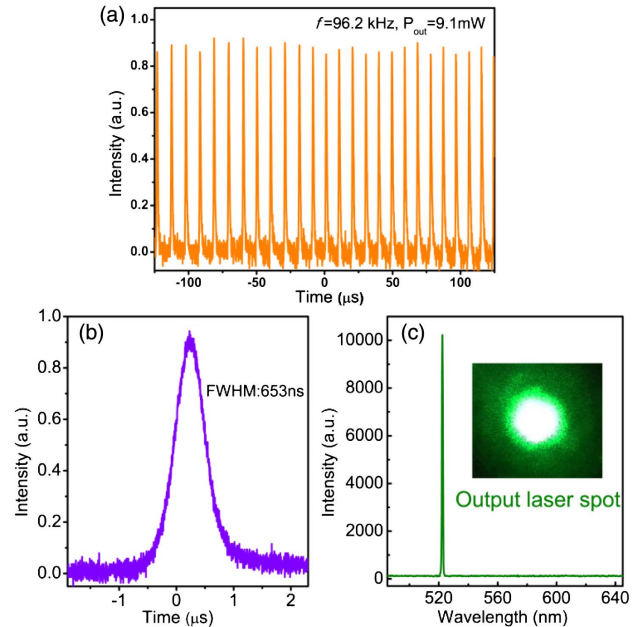 (a)
f=96.2 kHz, Pout=9.1mW
Intensity (a.u.)
1.0
0.8
0.6
0.4
0.2
0.0
-100
-50
0
50
100
Time (μs)
(b)
FWHM:653ns
Intensity (a.u.)
1.0
0.8
0.6
0.4
0.2
0.0
-1
0
1
2
Time (μs)
(c)
Output laser spot
Intensity (a.u.)
10000
8000
6000
4000
2000
0
520
560
600
640
Wavelength (nm)